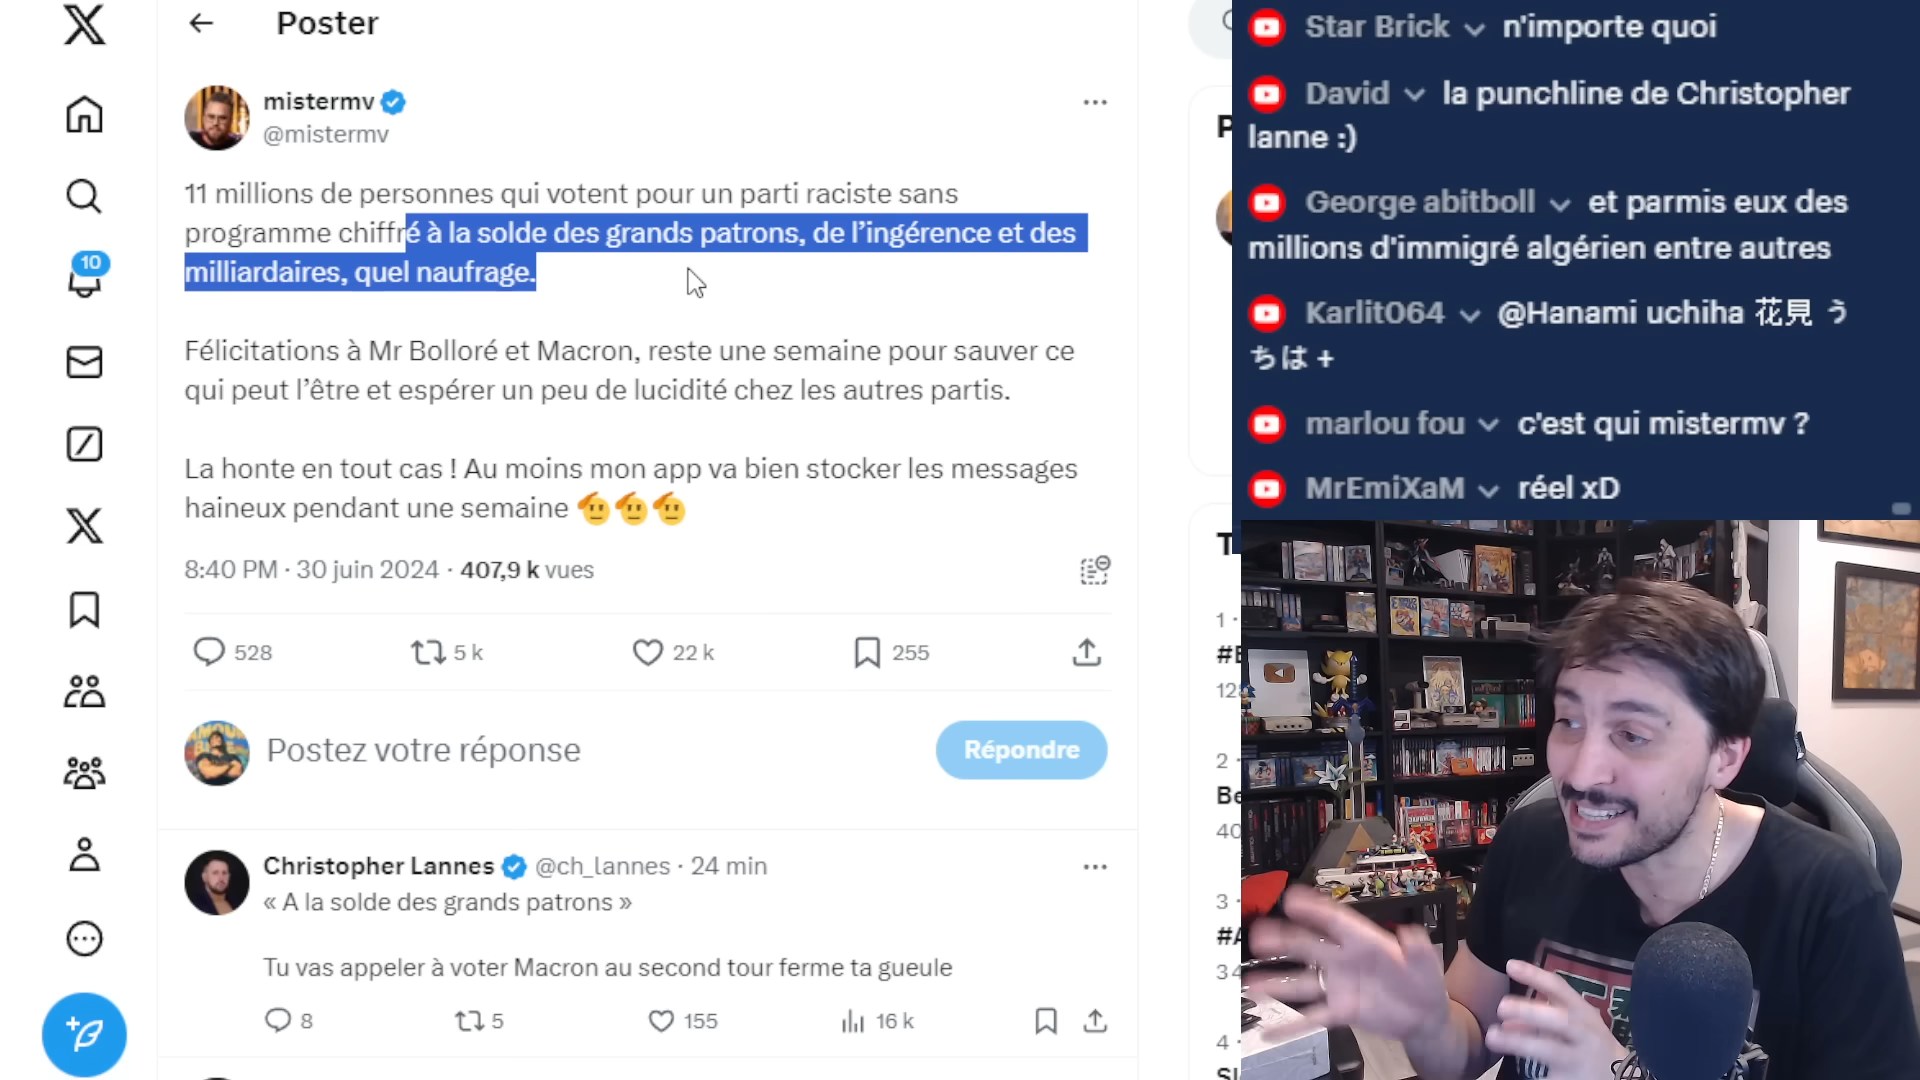 Poster
mistermv
@mistermv
11 millions de personnes qui votent pour un parti raciste sans
programme chiffré à la solde des grands patrons, de l’ingérence et des
milliardaires, quel naufrage.
Félicitations à Mr Bolloré et Macron, reste une semaine pour sauver ce
qui peut l’être et espérer un peu de lucidité chez les autres partis.
La honte en tout cas ! Au moins mon app va bien stocker les messages
haineux pendant une semaine 🫡🫡🫡
8:40 PM · 30 juin 2024 · 407,9 k vues
528 5 k 22 k 255
Postez votre réponse
Répondre
Christopher Lannes @ch_lannes · 24 min
« A la solde des grands patrons »
Tu vas appeler à voter Macron au second tour ferme ta gueule
8 5 155 16 k
10
Star Brick n'importe quoi
David la punchline de Christopher
lanne :)
George abitboll et parmis eux des
millions d'immigré algérien entre autres
Karlit064 @Hanami uchiha 花見 う
ちは +
marlou fou c'est qui mistermv ?
MrEmiXaM réel xD
1 ·
2 ·
3 ·
4 ·